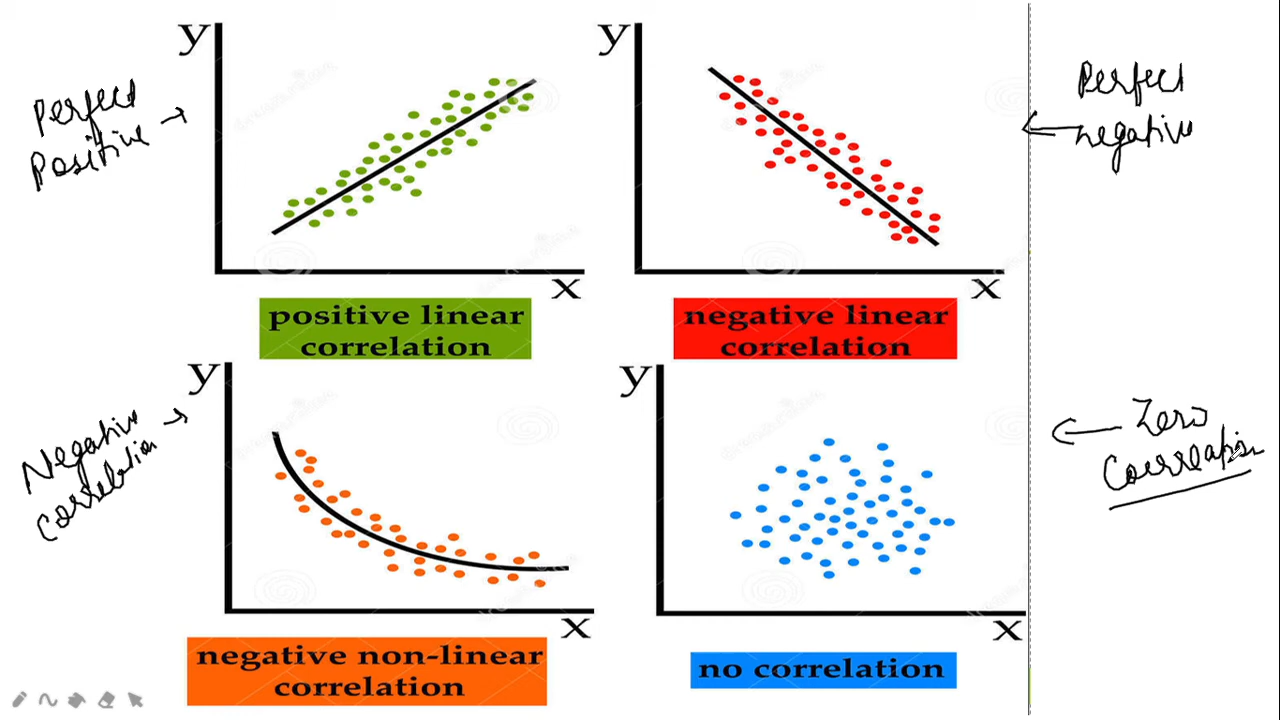 y
Perfect
Positive
x
positive linear
correlation
y
Perfect
negative
x
negative linear
correlation
y
Negative
correlation
x
negative non-linear
correlation
y
Zero
Correlation
x
no correlation